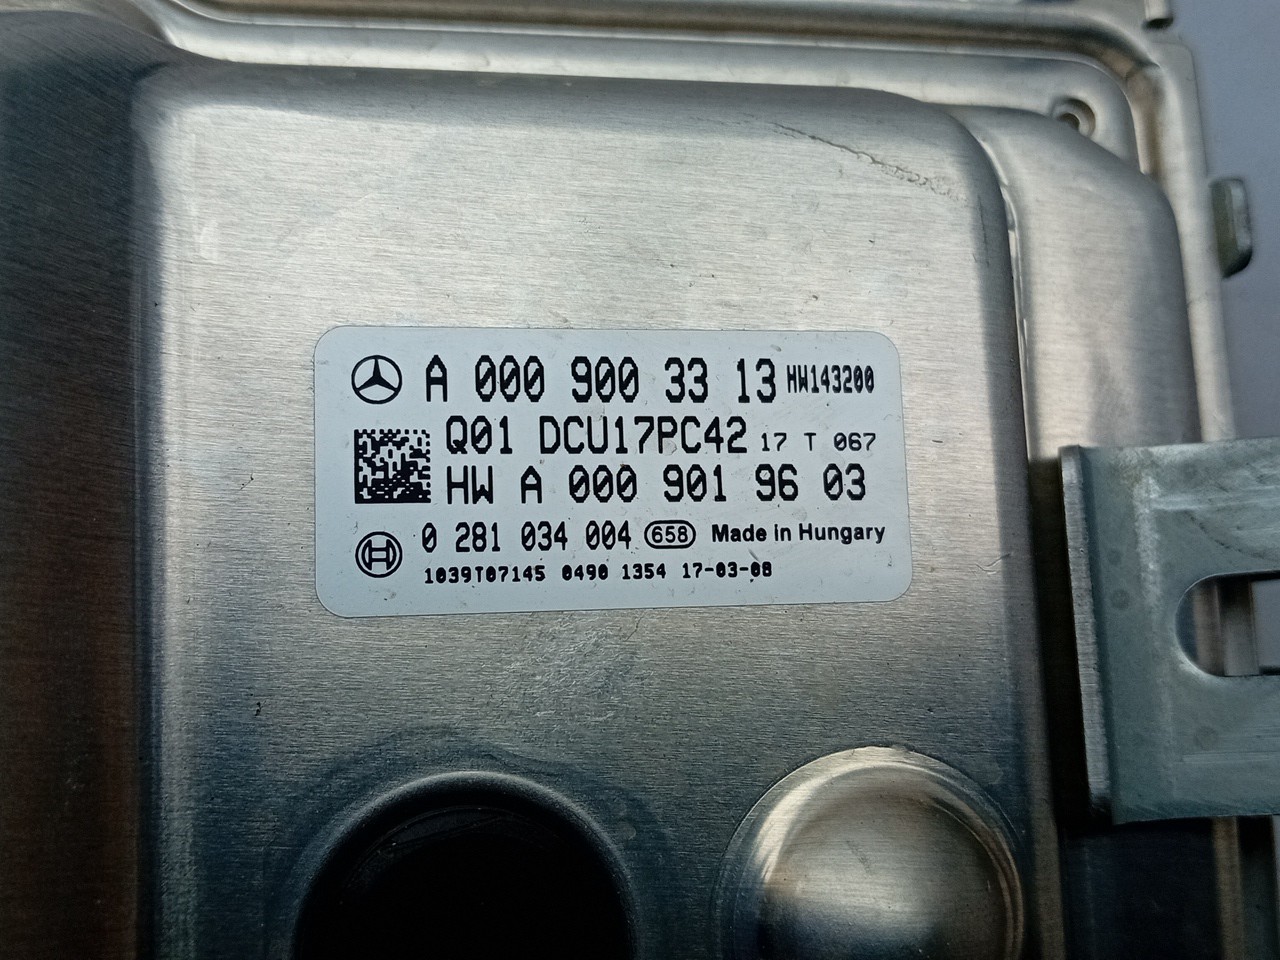 A 000 900 33 13 HW143200
Q01 DCU17PC42 17 T 067
HW A 000 901 96 03
0 281 034 004 658 Made in Hungary
1039T07145 0490 1354 17-03-08